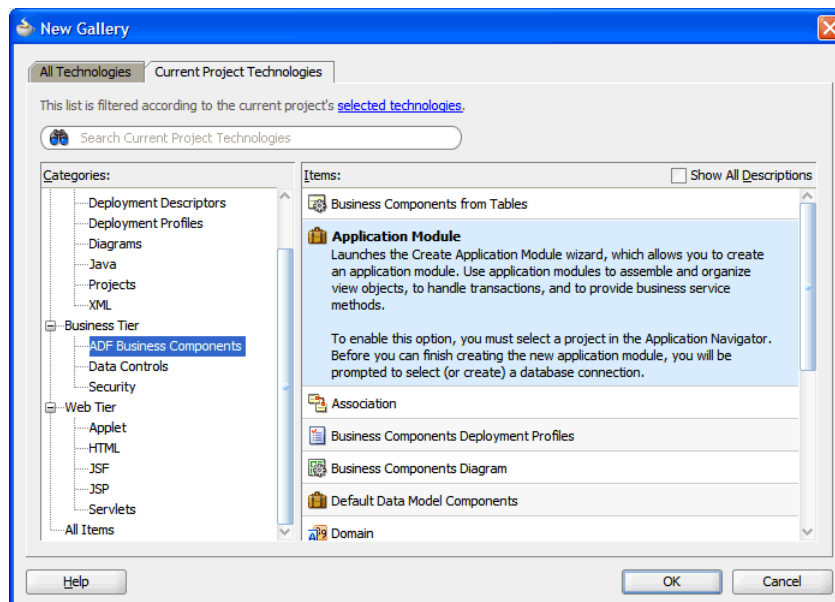 New Gallery
All Technologies
Current Project Technologies
This list is filtered according to the current project's selected technologies.
Search Current Project Technologies
Categories:
Deployment Descriptors
Deployment Profiles
Diagrams
Java
Projects
XML
Business Tier
ADF Business Components
Data Controls
Security
Web Tier
Applet
HTML
JSF
JSP
Servlets
All Items
Items:
Show All Descriptions
Business Components from Tables
Application Module
Launches the Create Application Module wizard, which allows you to create
an application module. Use application modules to assemble and organize
view objects, to handle transactions, and to provide business service
methods.
To enable this option, you must select a project in the Application Navigator.
Before you can finish creating the new application module, you will be
prompted to select (or create) a database connection.
Association
Business Components Deployment Profiles
Business Components Diagram
Default Data Model Components
Domain
Help
OK
Cancel